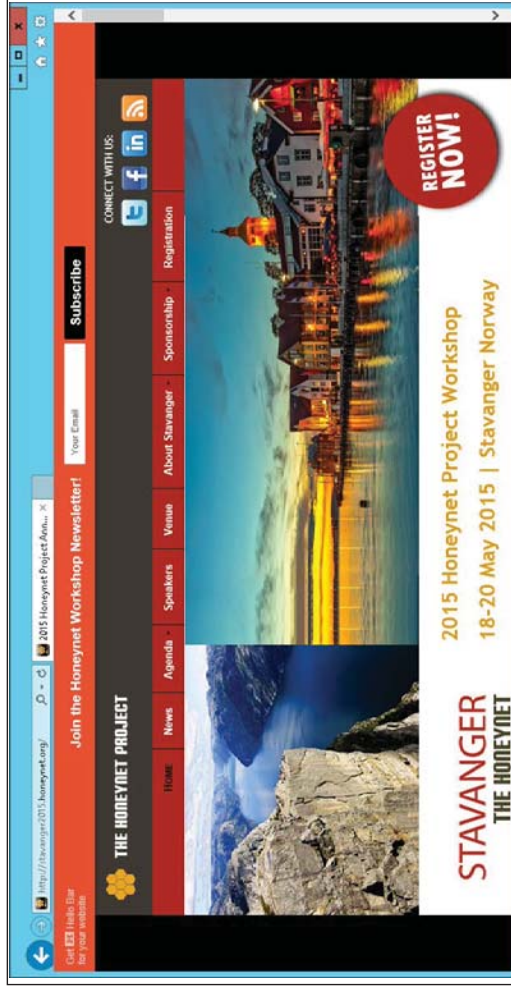 http://stavanger2015.honeynet.org/
2015 Honeynet Project Ann...
Get Hello Bar
for your website
Join the Honeynet Workshop Newsletter!
Your Email
Subscribe
THE HONEYNET PROJECT
CONNECT WITH US:
HOME News Agenda Speakers Venue About Stavanger Sponsorship Registration
REGISTER
NOW!
STAVANGER
THE HONEYNET
2015 Honeynet Project Workshop
18-20 May 2015 | Stavanger Norway